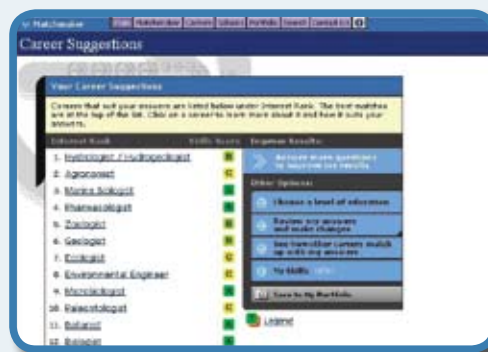 Matchmaker
Career Suggestions
Your Career Suggestions
Careers that suit your answers are listed below under Interest Rank. The best matches
are at the top of the list. Click on a career to learn more about it and how it suits your
answers.
Interest Rank Skills Score Improve Results:
1. Hydrologist / Hydrogeologist
Answer more questions
to improve my results
2. Agronomist
Other Options:
3. Marine Biologist
Choose a level of education
4. Pharmacologist
Review my answers
and make changes
5. Zoologist
6. Geologist
See how other careers match
up with my answers
7. Ecologist
My Skills
8. Environmental Engineer
Save to My Portfolio
9. Microbiologist
10. Palaeontologist
Legend
11. Botanist
12. Biologist